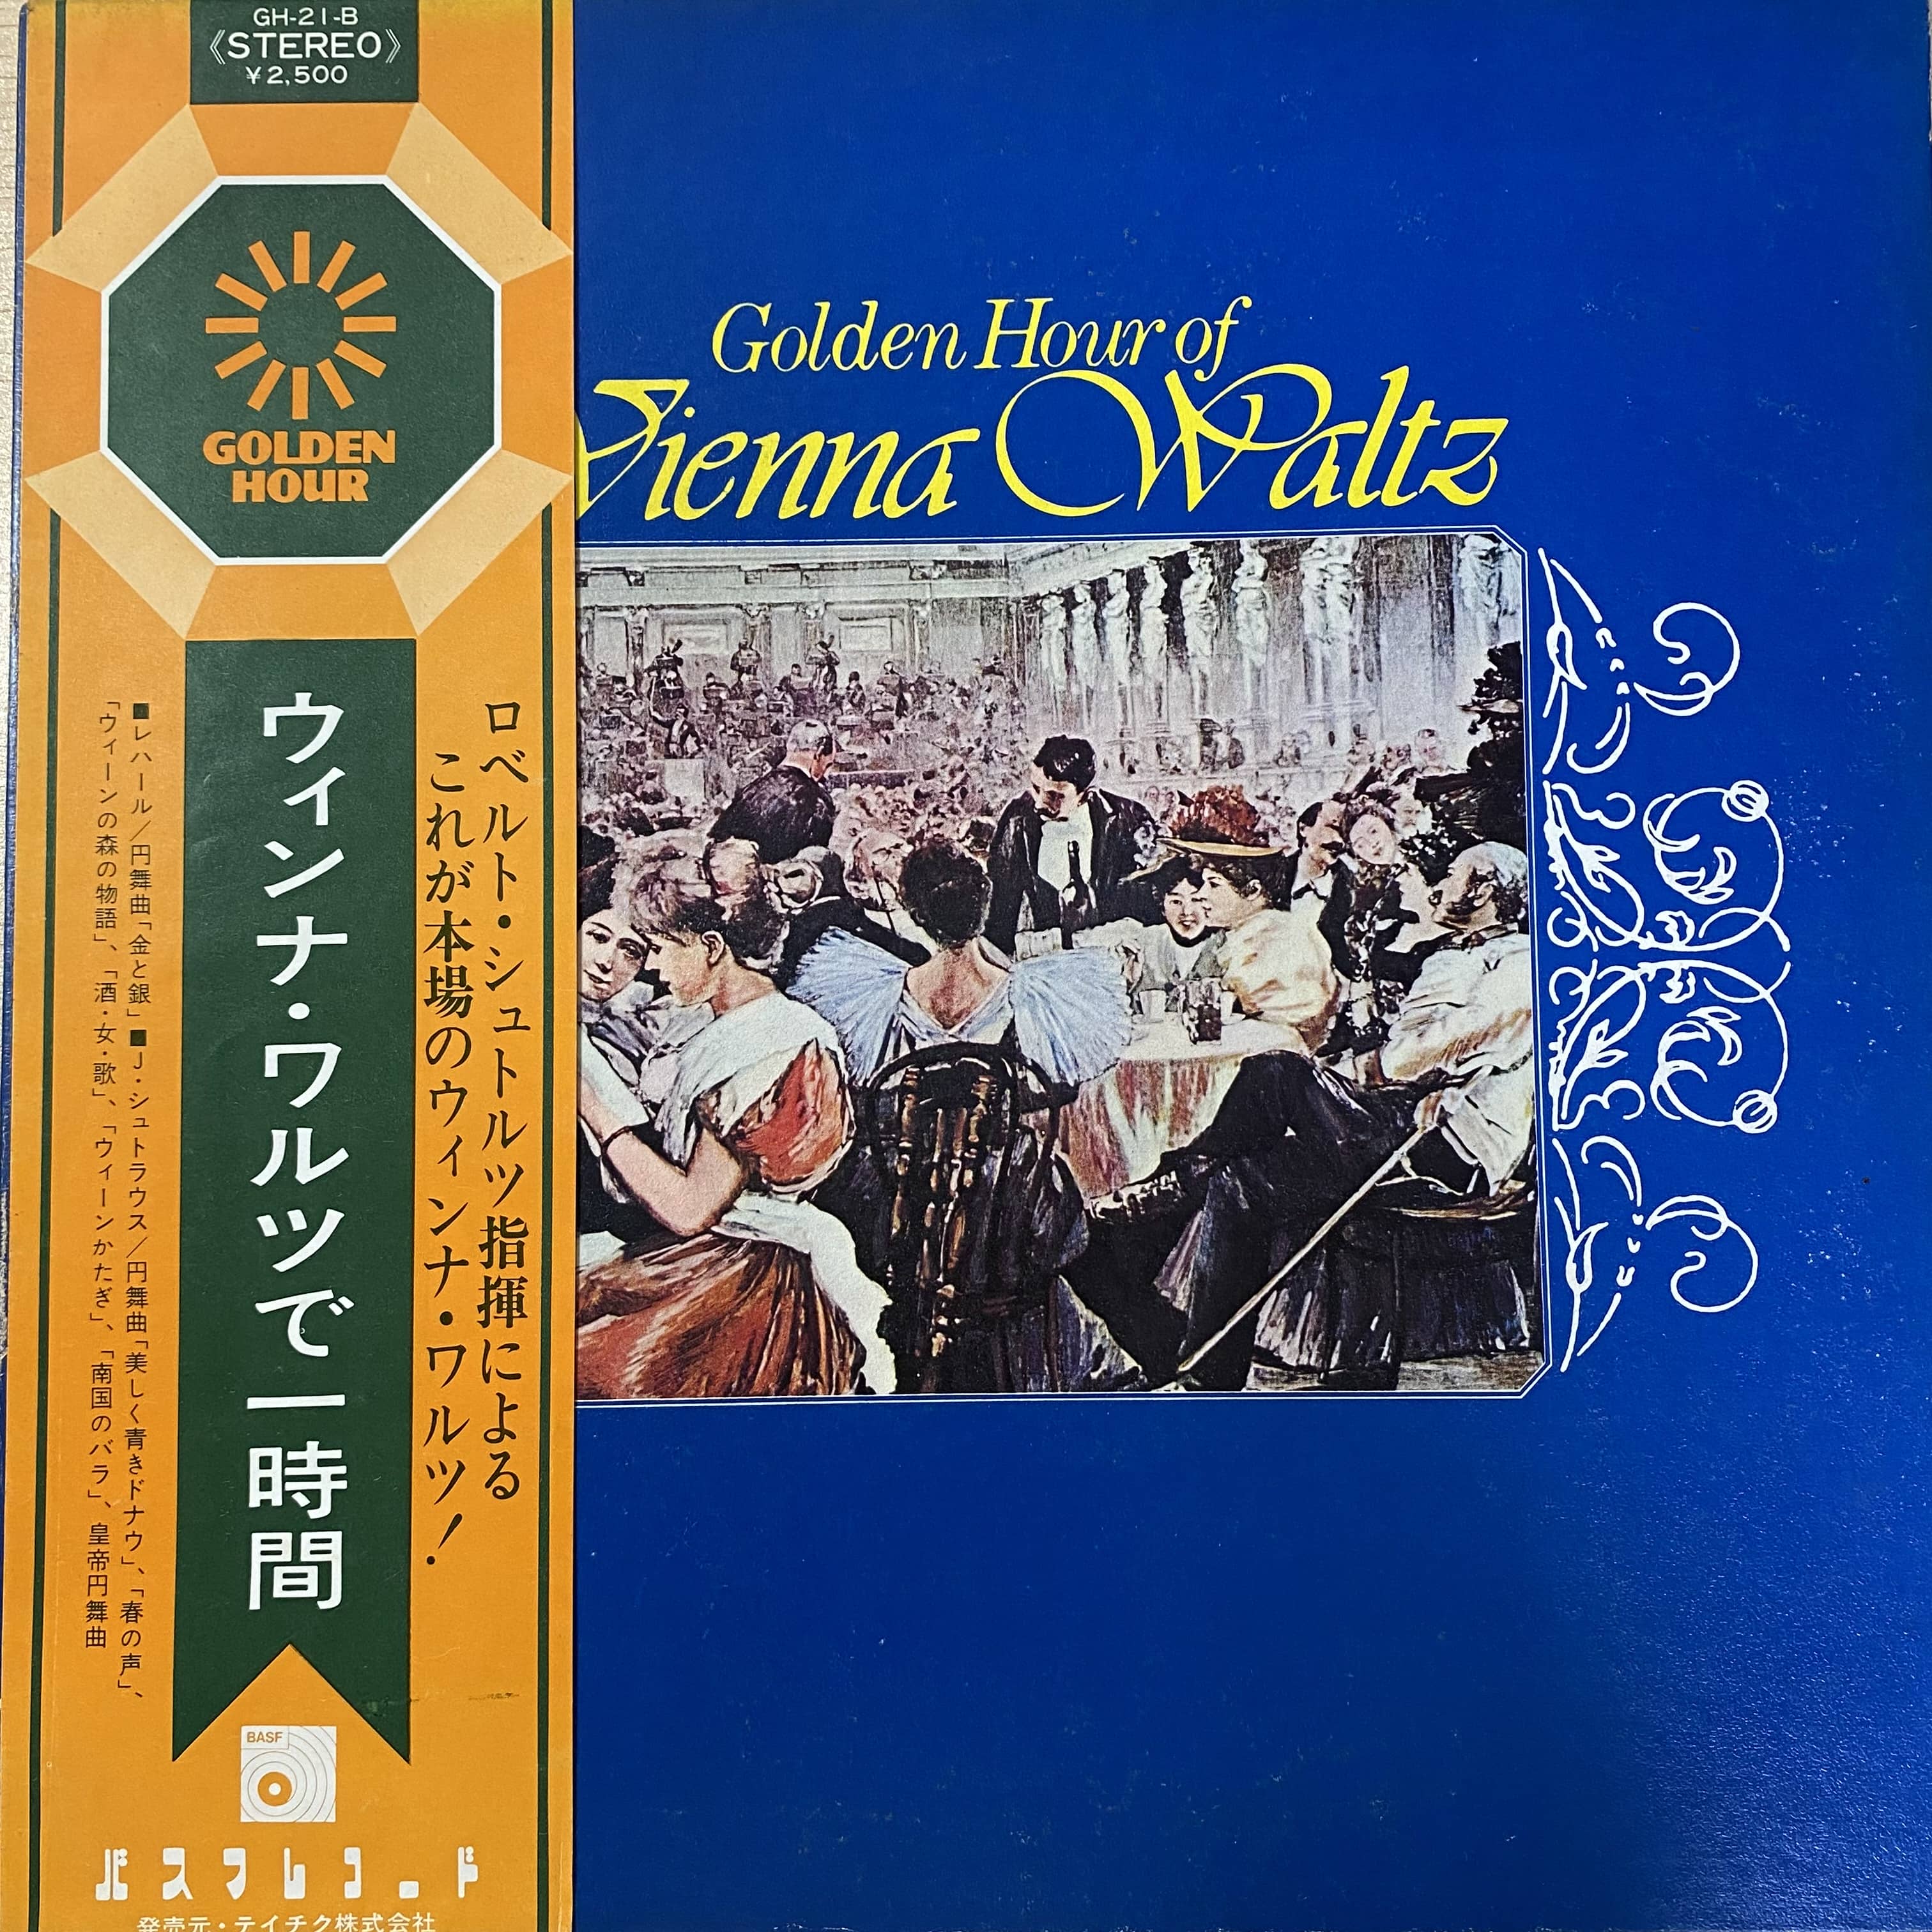 GH-21-B
《STEREO》
¥2,500
GOLDEN
HOUR
Golden Hour of
Vienna Waltz
ロベルト・シュトルツ指揮による
これが本場のウィンナ・ワルツ!
ウィンナ・ワルツで一時間
■レハール/円舞曲「金と銀」■J・シュトラウス/円舞曲「美しく青きドナウ」、「春の声」、
「ウィーンの森の物語」、「酒・女・歌」、「ウィーンかたぎ」、「南国のバラ」、皇帝円舞曲
BASF
バスフレコード
発売元・テイチク株式会社